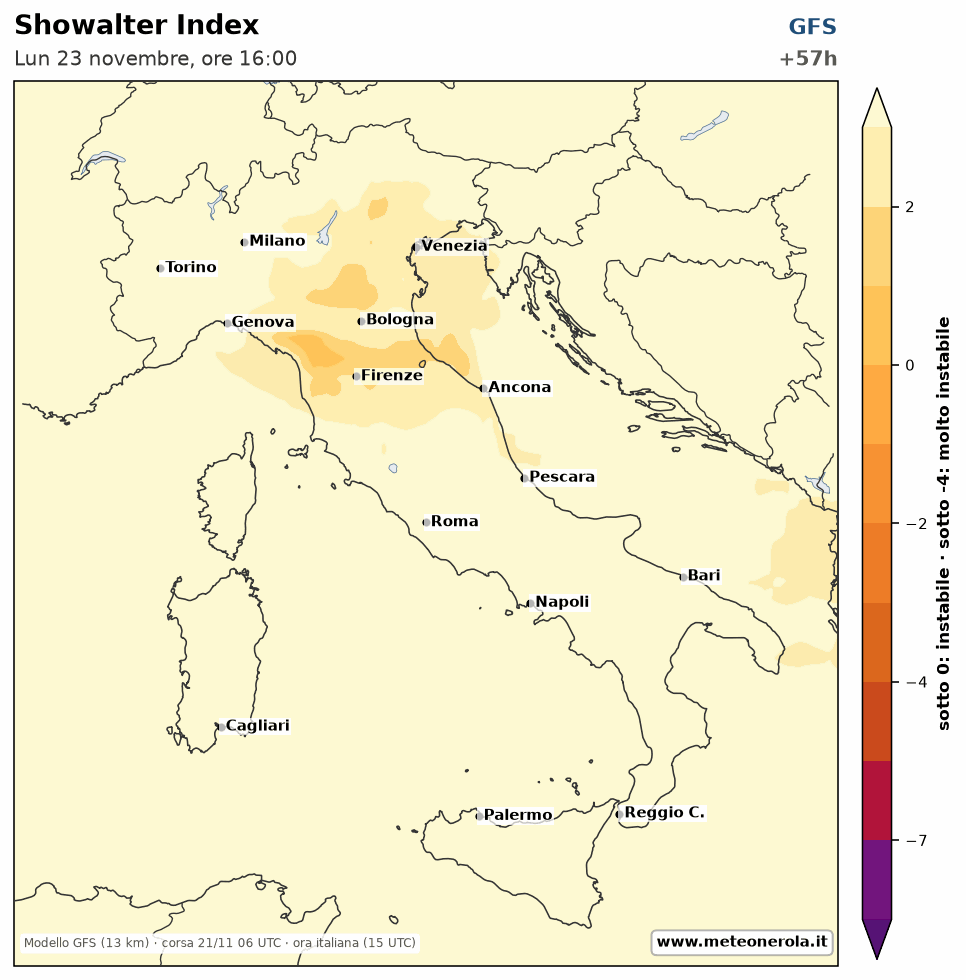 Showalter Index
GFS
Lun 23 novembre, ore 16:00
+57h
Milano
Venezia
Torino
Genova
Bologna
Firenze
Ancona
Pescara
Roma
Bari
Napoli
Cagliari
Palermo
Reggio C.
2
0
−2
−4
−7
sotto 0: instabile · sotto -4: molto instabile
Modello GFS (13 km) · corsa 21/11 06 UTC · ora italiana (15 UTC)
www.meteonerola.it